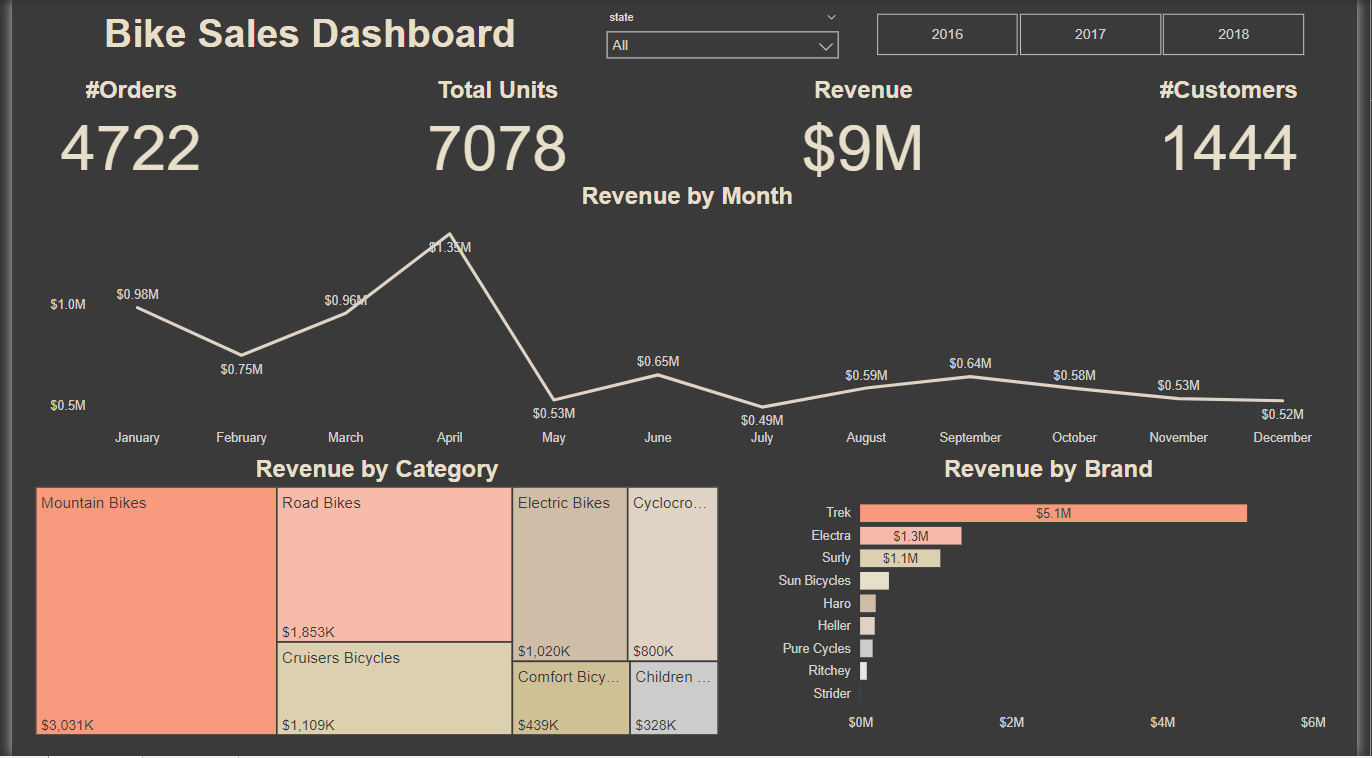 Bike Sales Dashboard
state
All
2016
2017
2018
#Orders
4722
Total Units
7078
Revenue
$9M
#Customers
1444
Revenue by Month
$1.0M
$0.5M
$0.98M
$0.75M
$0.96M
$1.35M
$0.53M
$0.65M
$0.49M
$0.59M
$0.64M
$0.58M
$0.53M
$0.52M
January
February
March
April
May
June
July
August
September
October
November
December
Revenue by Category
Mountain Bikes
$3,031K
Road Bikes
$1,853K
Cruisers Bicycles
$1,109K
Electric Bikes
$1,020K
Cyclocro...
$800K
Comfort Bicy...
$439K
Children ...
$328K
Revenue by Brand
Trek
$5.1M
Electra
$1.3M
Surly
$1.1M
Sun Bicycles
Haro
Heller
Pure Cycles
Ritchey
Strider
$0M
$2M
$4M
$6M